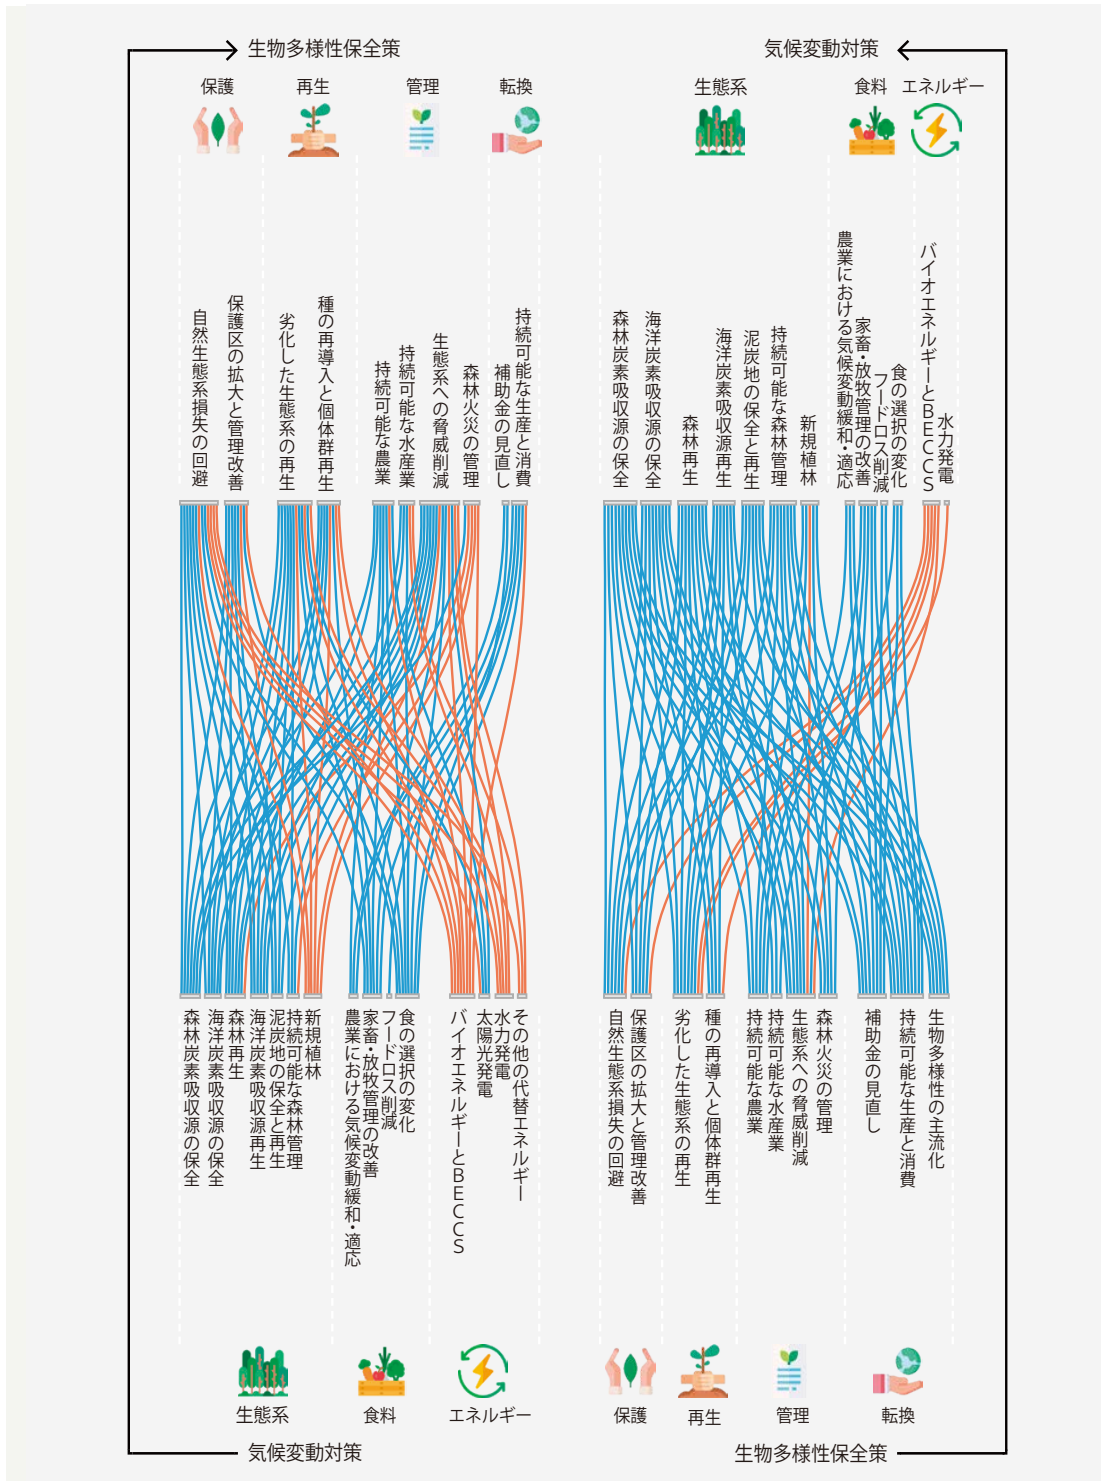 生物多様性保全策
気候変動対策
保護
再生
管理
転換
生態系
食料
エネルギー
自然生態系損失の回避
保護区の拡大と管理改善
劣化した生態系の再生
種の再導入と個体群再生
持続可能な農業
持続可能な水産業
生態系への脅威削減
森林火災の管理
補助金の見直し
持続可能な生産と消費
森林炭素吸収源の保全
海洋炭素吸収源の保全
森林再生
海洋炭素吸収源再生
泥炭地の保全と再生
持続可能な森林管理
新規植林
農業における気候変動緩和・適応
家畜・放牧管理の改善
フードロス削減
食の選択の変化
バイオエネルギーとBECCS
水力発電
森林炭素吸収源の保全
海洋炭素吸収源の保全
森林再生
海洋炭素吸収源再生
泥炭地の保全と再生
持続可能な森林管理
新規植林
農業における気候変動緩和・適応
家畜・放牧管理の改善
フードロス削減
食の選択の変化
バイオエネルギーとBECCS
太陽光発電
水力発電
その他の代替エネルギー
自然生態系損失の回避
保護区の拡大と管理改善
劣化した生態系の再生
種の再導入と個体群再生
持続可能な農業
持続可能な水産業
生態系への脅威削減
森林火災の管理
補助金の見直し
持続可能な生産と消費
生物多様性の主流化
生態系
食料
エネルギー
保護
再生
管理
転換
気候変動対策
生物多様性保全策